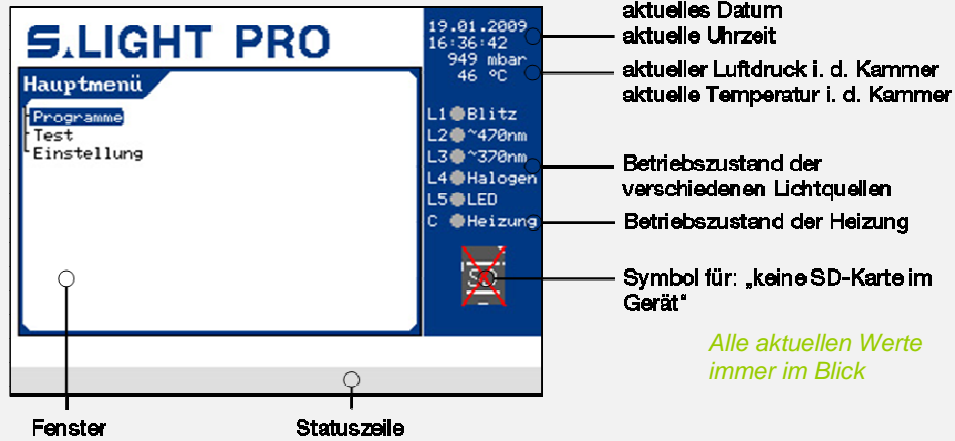 S.LIGHT PRO
Hauptmenü
Programme
Test
Einstellung
19.01.2009
16:36:42
949 mbar
46 °C
L1 Blitz
L2 ~470nm
L3 ~370nm
L4 Halogen
L5 LED
C Heizung
SD
aktuelles Datum
aktuelle Uhrzeit
aktueller Luftdruck i. d. Kammer
aktuelle Temperatur i. d. Kammer
Betriebszustand der
verschiedenen Lichtquellen
Betriebszustand der Heizung
Symbol für: „keine SD-Karte im
Gerät“
Alle aktuellen Werte
immer im Blick
Fenster
Statuszeile